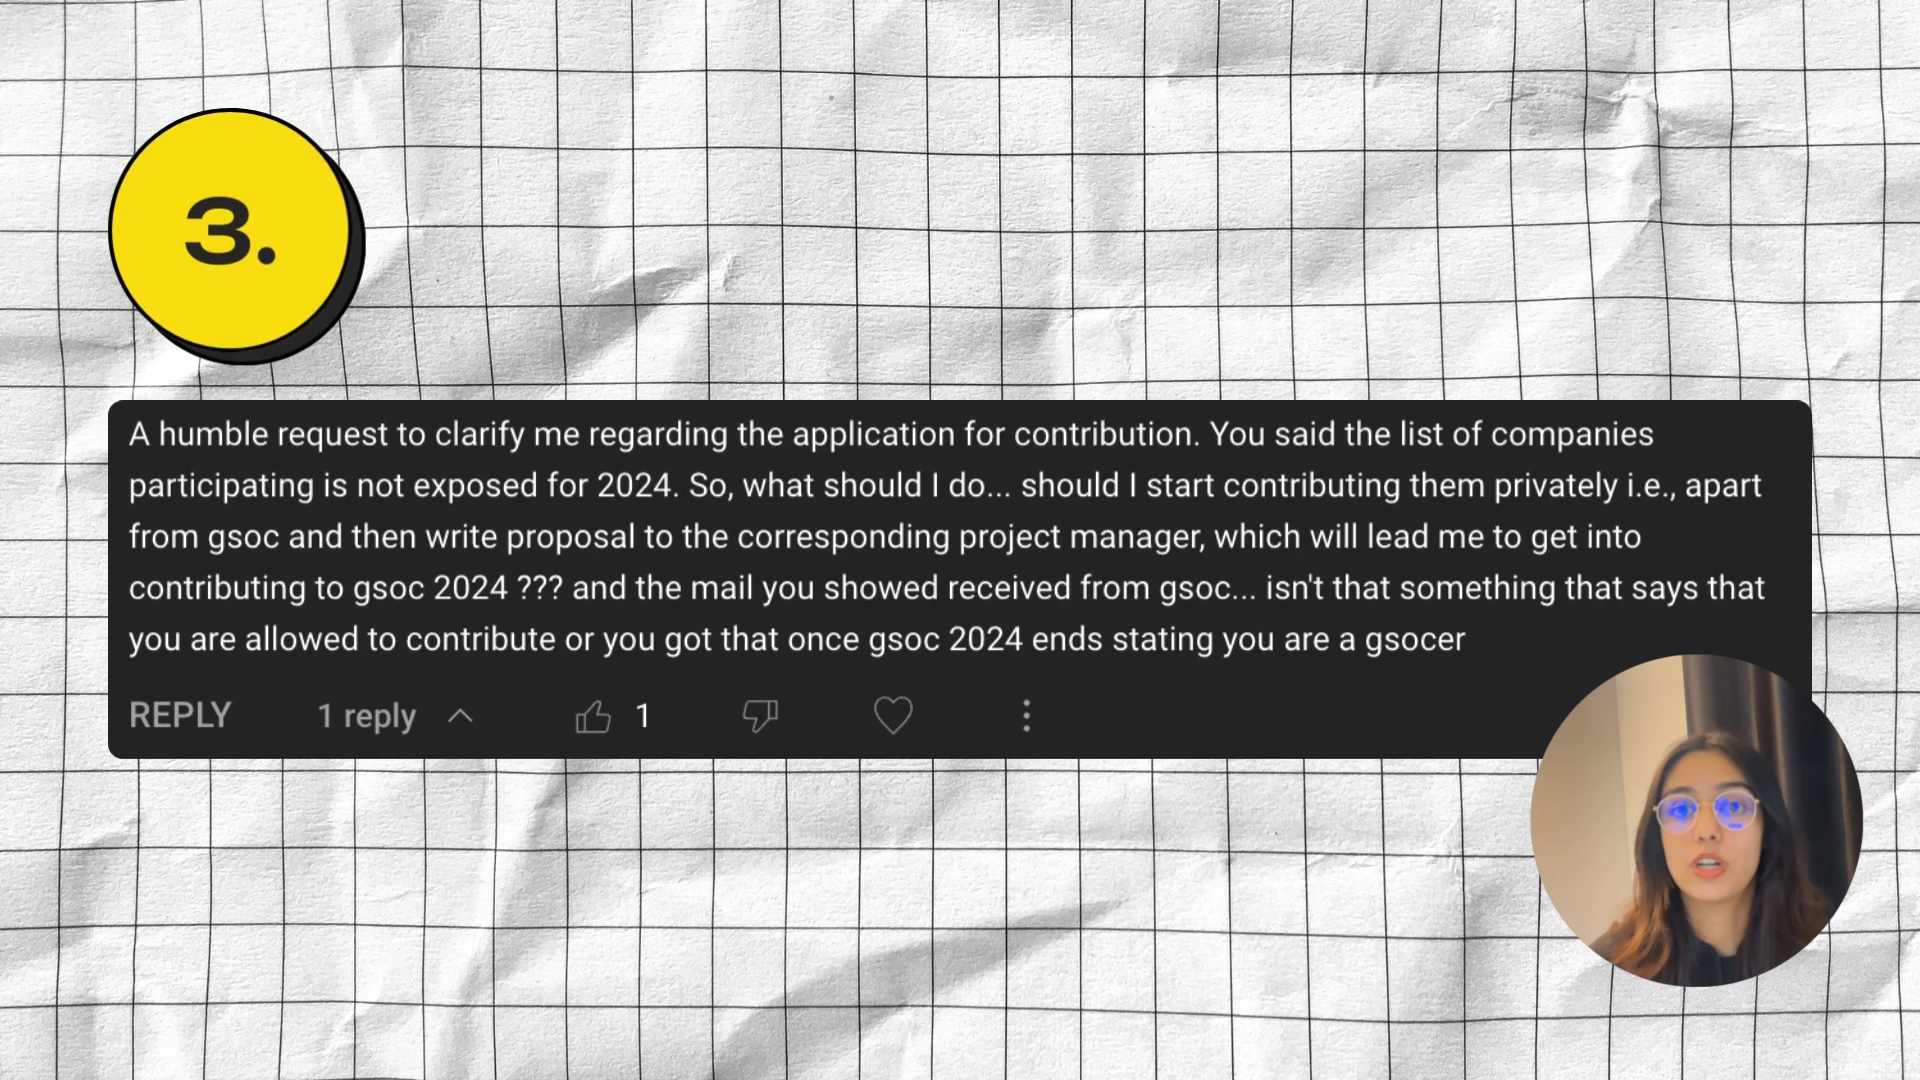 3.
A humble request to clarify me regarding the application for contribution. You said the list of companies
participating is not exposed for 2024. So, what should I do... should I start contributing them privately i.e., apart
from gsoc and then write proposal to the corresponding project manager, which will lead me to get into
contributing to gsoc 2024 ??? and the mail you showed received from gsoc... isn't that something that says that
you are allowed to contribute or you got that once gsoc 2024 ends stating you are a gsocer
REPLY 1 reply 1